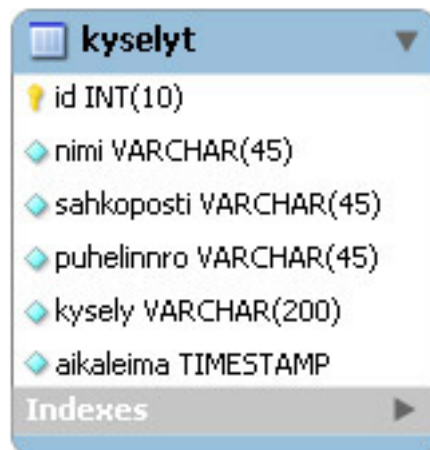 kyselyt
id INT(10)
nimi VARCHAR(45)
sahkoposti VARCHAR(45)
puhelinnro VARCHAR(45)
kysely VARCHAR(200)
aikaleima TIMESTAMP
Indexes